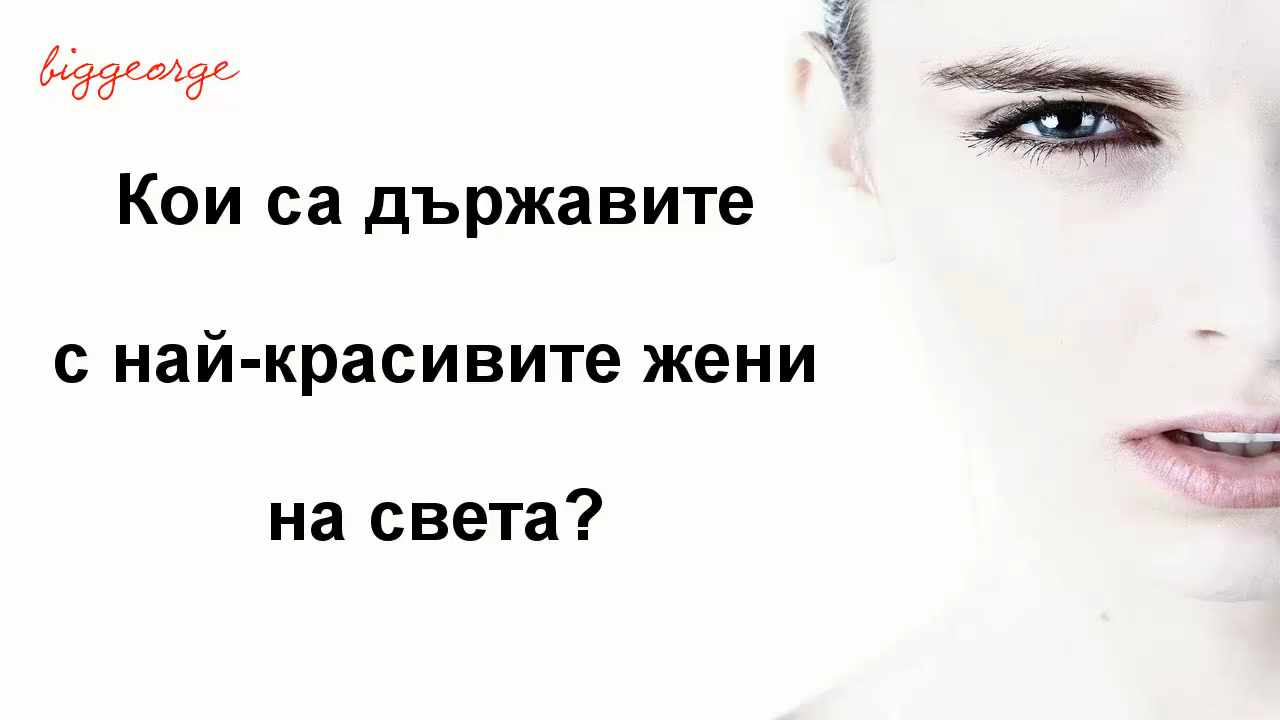 biggeorge
Кои са държавите
с най-красивите жени
на света?